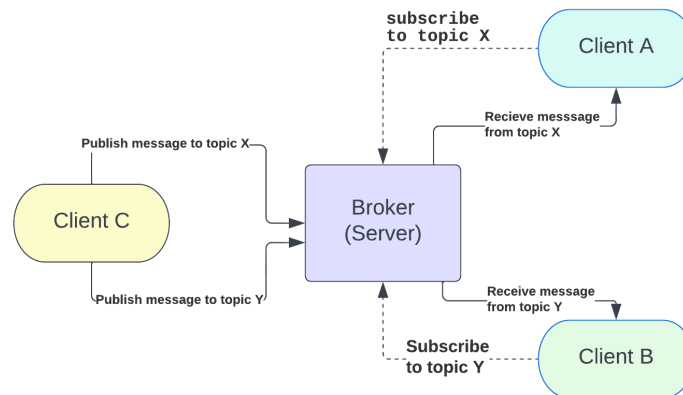 subscribe
to topic X
Client A
Recieve messsage
from topic X
Publish message to topic X
Client C
Broker
(Server)
Publish message to topic Y
Receive message
from topic Y
Subscribe
to topic Y
Client B